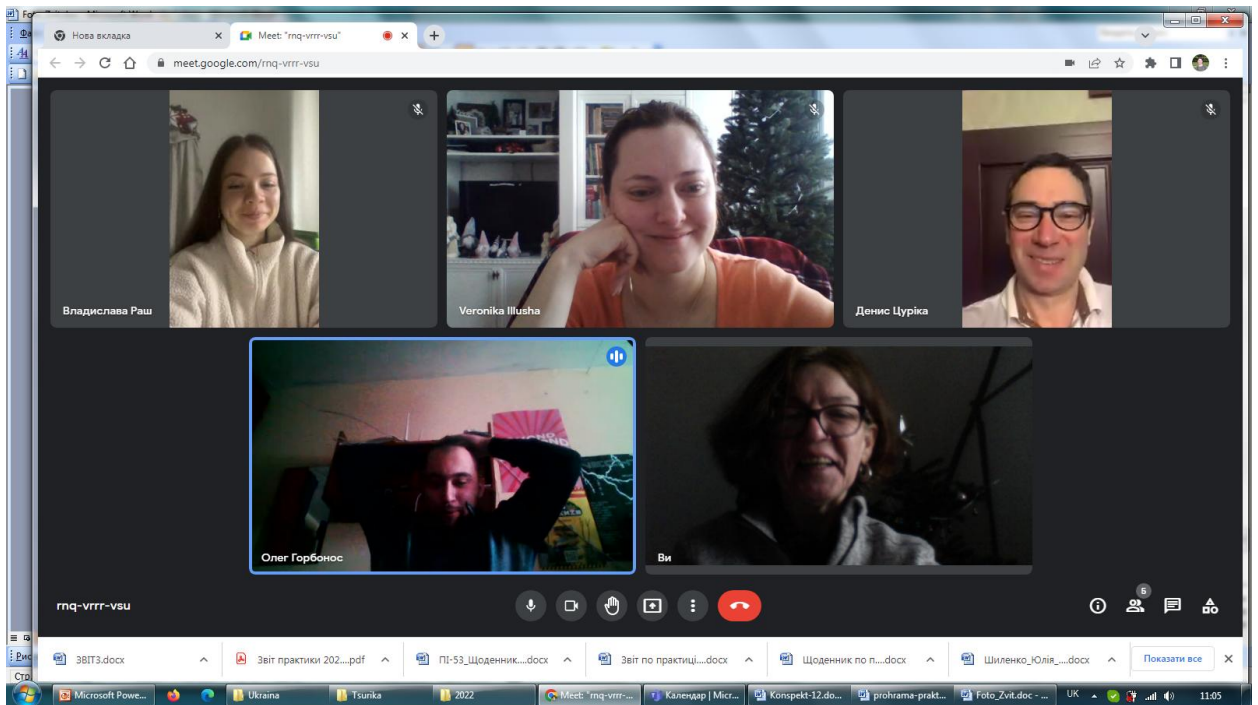 Нова вкладка
Meet: "rnq-vrrr-vsu"
meet.google.com/rnq-vrrr-vsu
Владислава Раш
Veronika Illusha
Денис Цуріка
Олег Горбонос
Ви
rnq-vrrr-vsu
5
ЗВІТ3.docx
Звіт практики 202....pdf
ПІ-53_Щоденник....docx
Звіт по практиці....docx
Щоденник по п....docx
Шиленко_Юлія_....docx
Показати все
Рис
Стр
Microsoft Powe...
Ukraina
Tsurika
2022
Meet: "rnq-vrrr-...
Календар | Micr...
Konspekt-12.do...
prohrama-prakt...
Foto_Zvit.doc - ...
UK
11:05